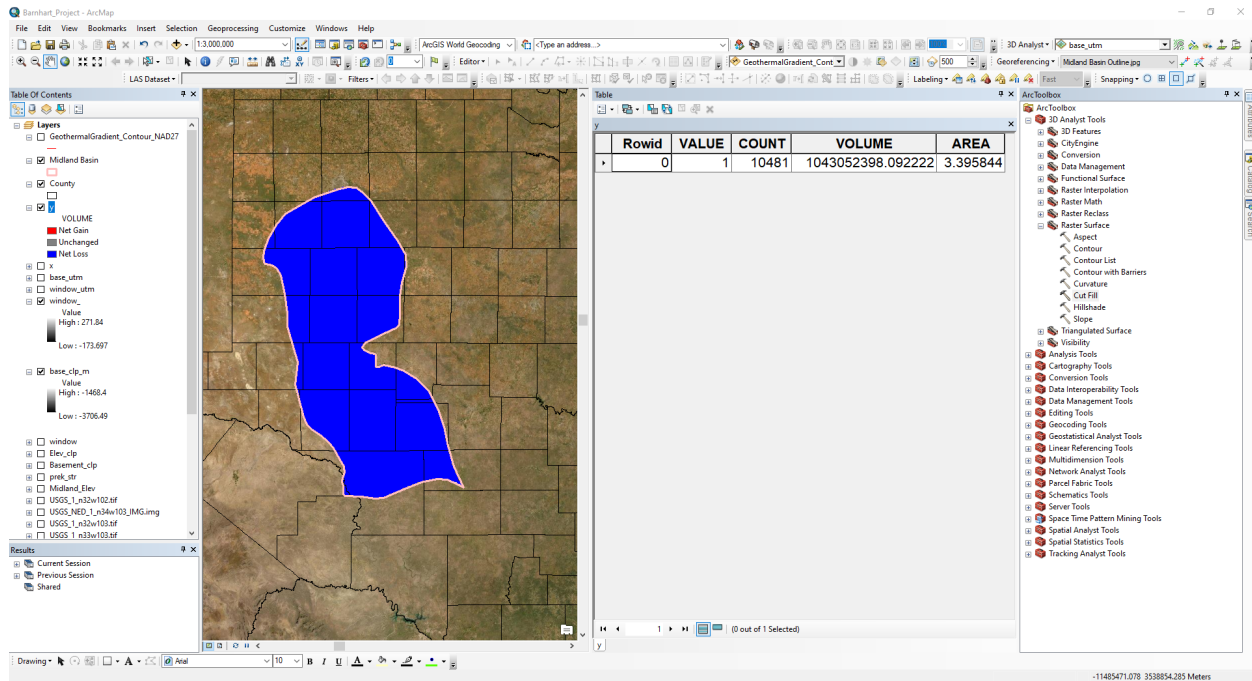 Barnhart_Project - ArcMap
File Edit View Bookmarks Insert Selection Geoprocessing Customize Windows Help
1:3,000,000 ArcGIS World Geocoding <Type an address...> 3D Analyst base_utm
0 Editor GeothermalGradient_Cont 500 Georeferencing Midland Basin Outline.jpg
LAS Dataset Filters Labeling Fast Snapping
Table Of Contents
Layers
GeothermalGradient_Contour_NAD27
Midland Basin
County
y
VOLUME
Net Gain
Unchanged
Net Loss
x
base_utm
window_utm
window_
Value
High : 271.84
Low : -173.697
base_clp_m
Value
High : -1468.4
Low : -3706.49
window
Elev_clp
Basement_clp
prek_str
Midland_Elev
USGS_1_n32w102.tif
USGS_NED_1_n34w103_IMG.img
USGS_1_n32w103.tif
USGS_1_n33w103.tif
Results
Current Session
Previous Session
Shared
Table
y
Rowid VALUE COUNT VOLUME AREA
0 1 10481 1043052398.092222 3.395844
1 (0 out of 1 Selected)
y
ArcToolbox
ArcToolbox
3D Analyst Tools
3D Features
CityEngine
Conversion
Data Management
Functional Surface
Raster Interpolation
Raster Math
Raster Reclass
Raster Surface
Aspect
Contour
Contour List
Contour with Barriers
Curvature
Cut Fill
Hillshade
Slope
Triangulated Surface
Visibility
Analysis Tools
Cartography Tools
Conversion Tools
Data Interoperability Tools
Data Management Tools
Editing Tools
Geocoding Tools
Geostatistical Analyst Tools
Linear Referencing Tools
Multidimension Tools
Network Analyst Tools
Parcel Fabric Tools
Schematics Tools
Server Tools
Space Time Pattern Mining Tools
Spatial Analyst Tools
Spatial Statistics Tools
Tracking Analyst Tools
Attributes
Catalog
Search
Drawing A Arial 10 B I U A
-11485471.078 3538854.285 Meters